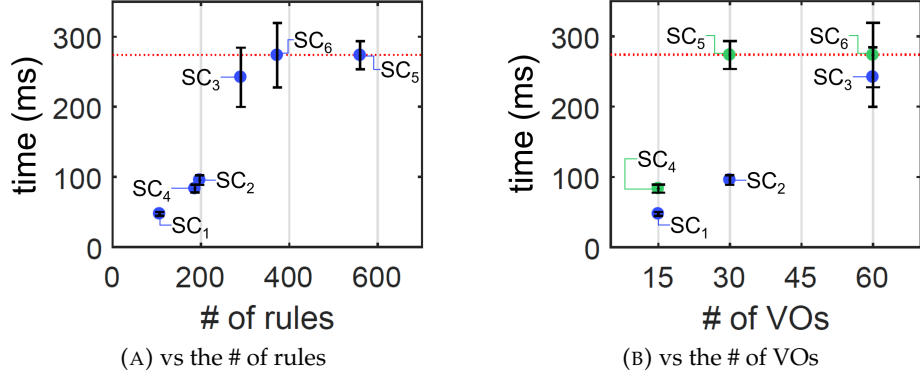 300
200
100
0
time (ms)
SC6
SC3
SC5
SC4
SC2
SC1
0 200 400 600
# of rules
(A) vs the # of rules
300
200
100
0
time (ms)
SC5
SC6
SC3
SC4
SC2
SC1
15 30 45 60
# of VOs
(B) vs the # of VOs